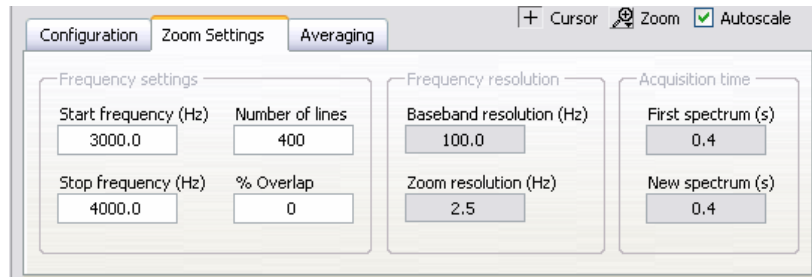 Cursor Zoom Autoscale
Configuration Zoom Settings Averaging
Frequency settings
Start frequency (Hz) Number of lines
3000.0 400
Stop frequency (Hz) % Overlap
4000.0 0
Frequency resolution
Baseband resolution (Hz)
100.0
Zoom resolution (Hz)
2.5
Acquisition time
First spectrum (s)
0.4
New spectrum (s)
0.4